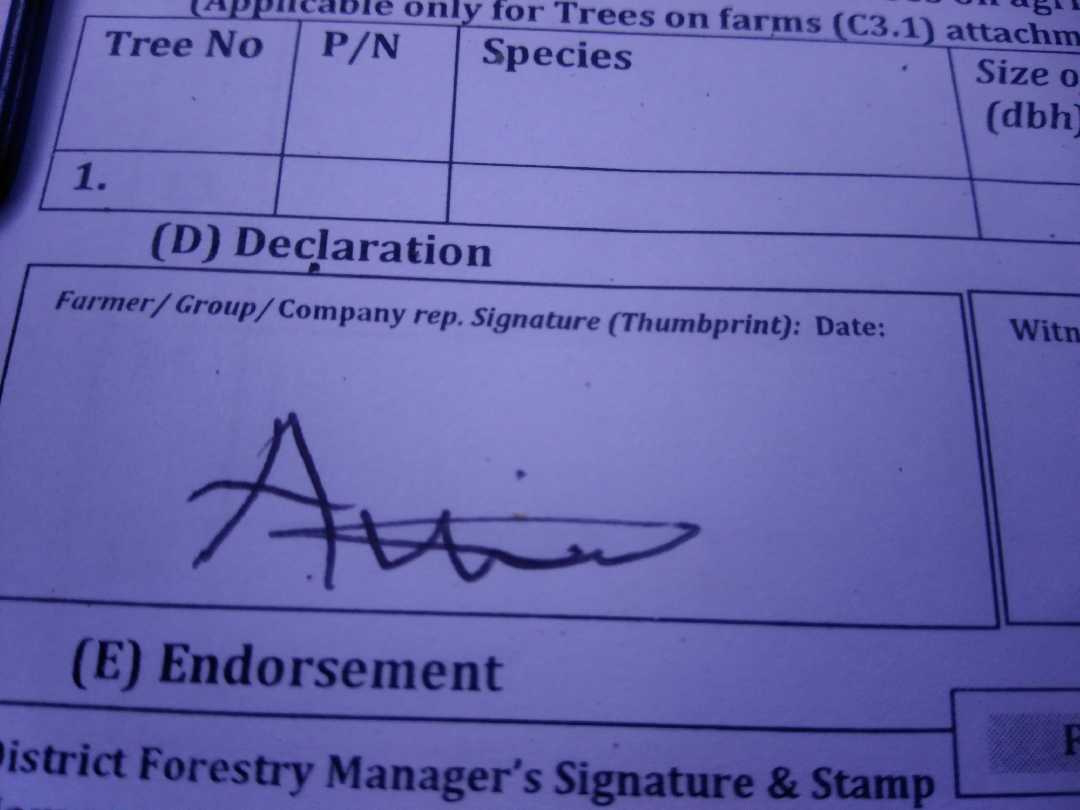 (Applicable only for Trees on farms (C3.1) attachm
Tree No P/N Species Size o
(dbh)
1.
(D) Declaration
Farmer/ Group/ Company rep. Signature (Thumbprint): Date: Witn
(E) Endorsement
District Forestry Manager's Signature & Stamp